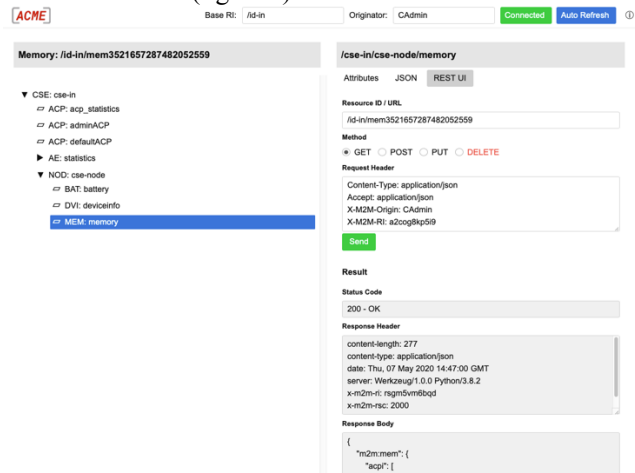 [ACME]
Base RI: /id-in Originator: CAdmin Connected Auto Refresh
Memory: /id-in/mem3521657287482052559
▼ CSE: cse-in
ACP: acp_statistics
ACP: adminACP
ACP: defaultACP
▶ AE: statistics
▼ NOD: cse-node
BAT: battery
DVI: deviceinfo
MEM: memory
/cse-in/cse-node/memory
Attributes JSON REST UI
Resource ID / URL
/id-in/mem3521657287482052559
Method
GET POST PUT DELETE
Request Header
Content-Type: application/json
Accept: application/json
X-M2M-Origin: CAdmin
X-M2M-RI: a2cog8kp5i9
Send
Result
Status Code
200 - OK
Response Header
content-length: 277
content-type: application/json
date: Thu, 07 May 2020 14:47:00 GMT
server: Werkzeug/1.0.0 Python/3.8.2
x-m2m-ri: rsgm5vm6bqd
x-m2m-rsc: 2000
Response Body
{
"m2m:mem": {
"acpi": [